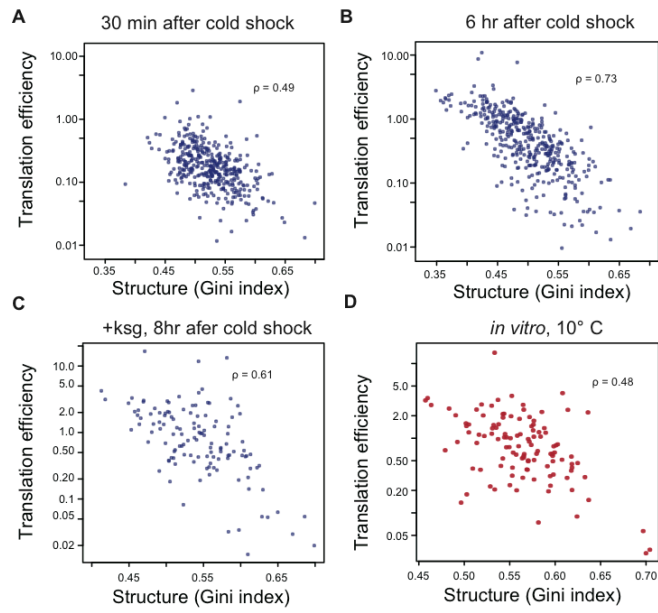 A
30 min after cold shock
Translation efficiency
10.00
1.00
0.10
0.01
ρ = 0.49
0.35 0.45 0.55 0.65
Structure (Gini index)
B
6 hr after cold shock
Translation efficiency
10.00
1.00
0.10
0.01
ρ = 0.73
0.35 0.45 0.55 0.65
Structure (Gini index)
C
+ksg, 8hr afer cold shock
Translation efficiency
10.0
5.0
2.0
1.0
0.50
0.20
0.1
0.05
0.02
ρ = 0.61
0.45 0.55 0.65
Structure (Gini index)
D
in vitro, 10° C
Translation efficiency
5.0
2.0
0.50
0.20
0.05
ρ = 0.48
0.45 0.50 0.55 0.60 0.65 0.70
Structure (Gini index)